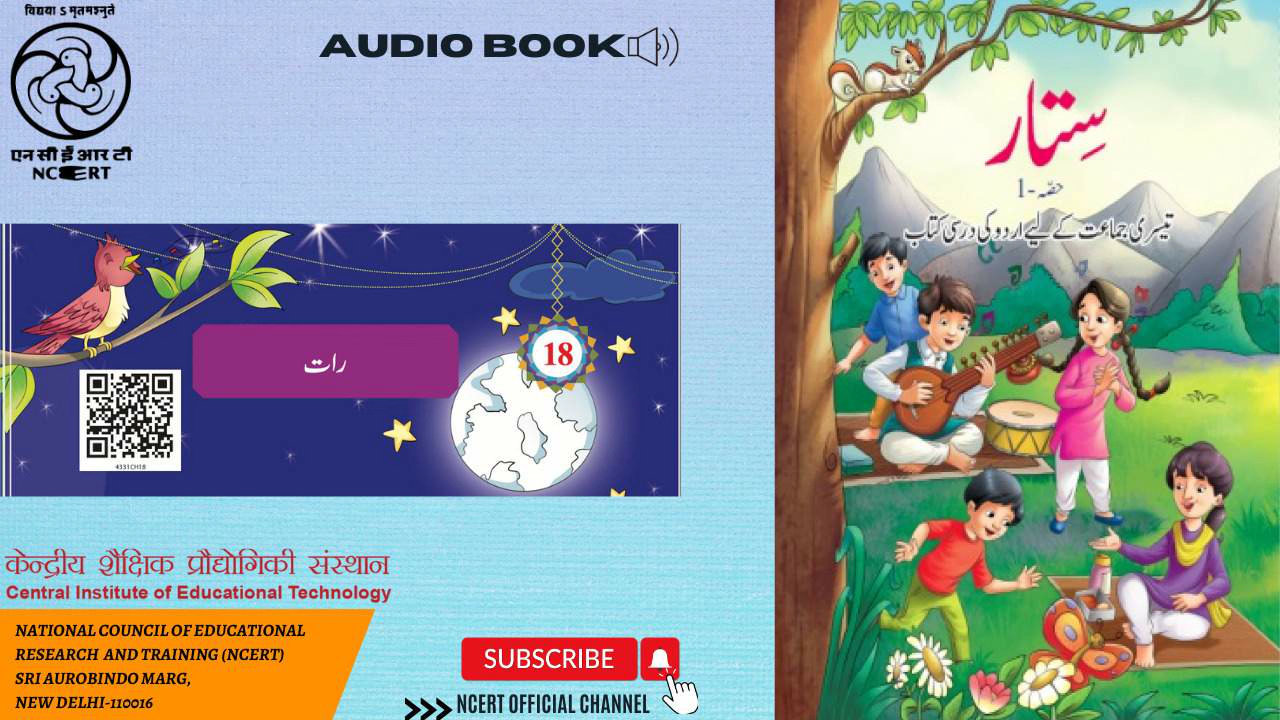 विद्यया ऽ मृतमश्नुते
एन सी ई आर टी
NCERT
AUDIO BOOK
رات
18
4331CH18
केन्द्रीय शैक्षिक प्रौद्योगिकी संस्थान
Central Institute of Educational Technology
NATIONAL COUNCIL OF EDUCATIONAL
RESEARCH AND TRAINING (NCERT)
SRI AUROBINDO MARG,
NEW DELHI-110016
SUBSCRIBE
NCERT OFFICIAL CHANNEL
سِتار
حصّہ-1
تیسری جماعت کے لیے اردو کی درسی کتاب